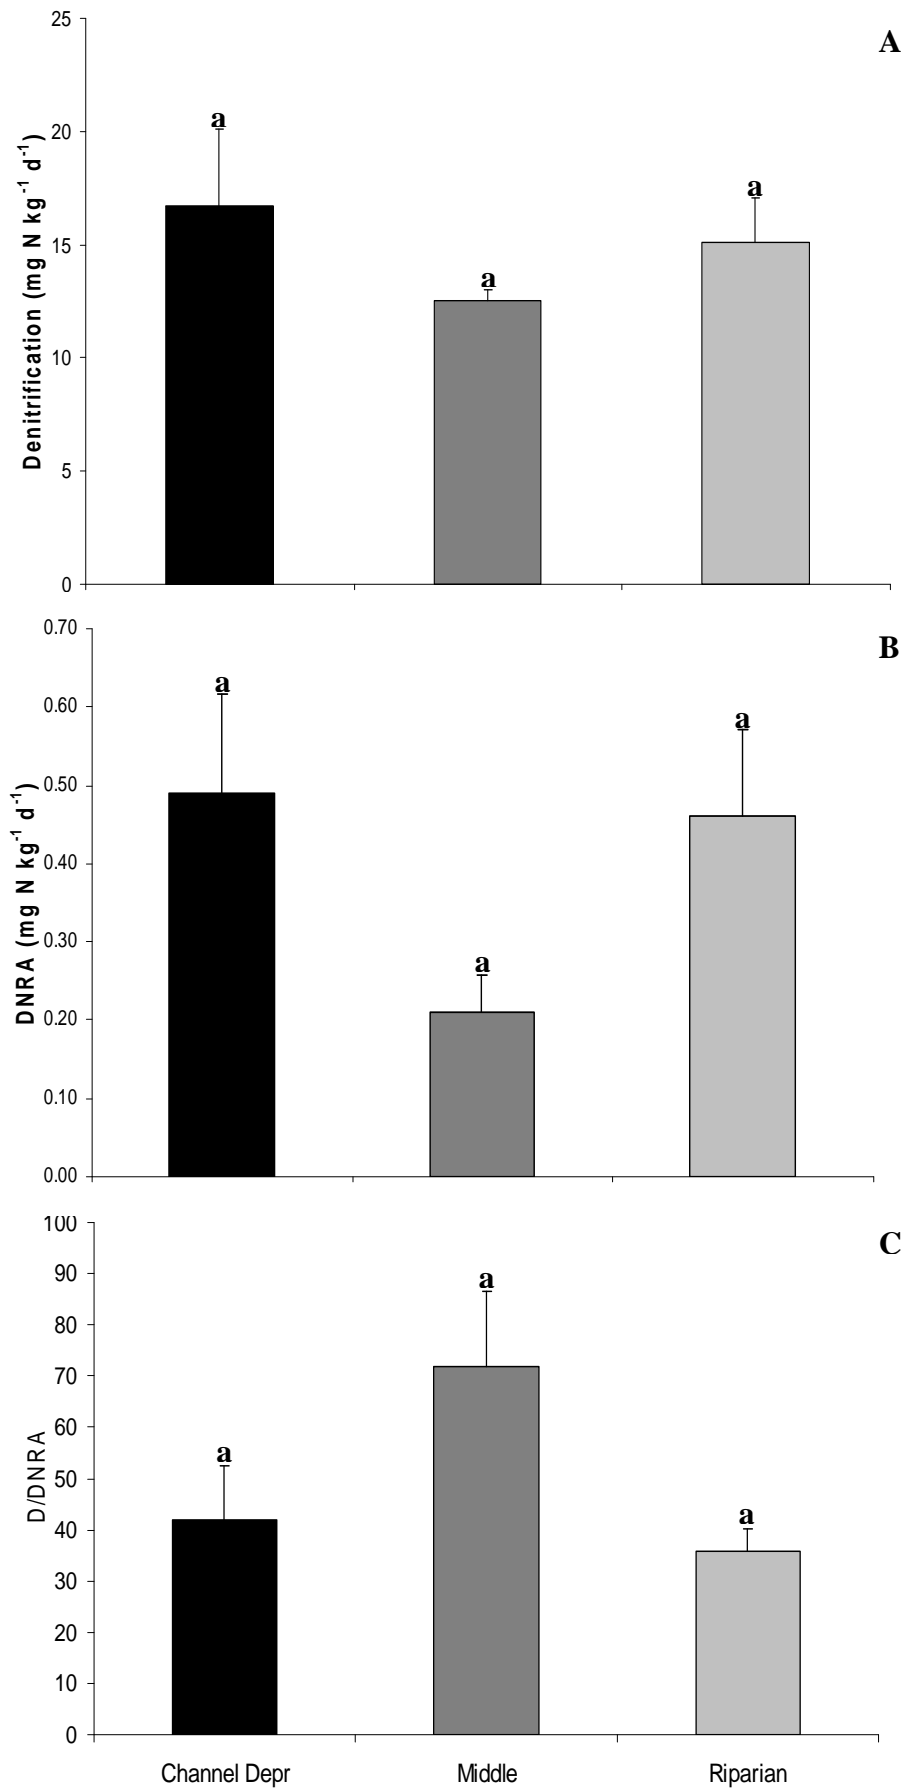 A
Denitrification (mg N kg⁻¹ d⁻¹)
25
20
15
10
5
0
a
a
a
B
DNRA (mg N kg⁻¹ d⁻¹)
0.70
0.60
0.50
0.40
0.30
0.20
0.10
0.00
a
a
a
C
D/DNRA
100
90
80
70
60
50
40
30
20
10
0
a
a
a
Channel Depr
Middle
Riparian